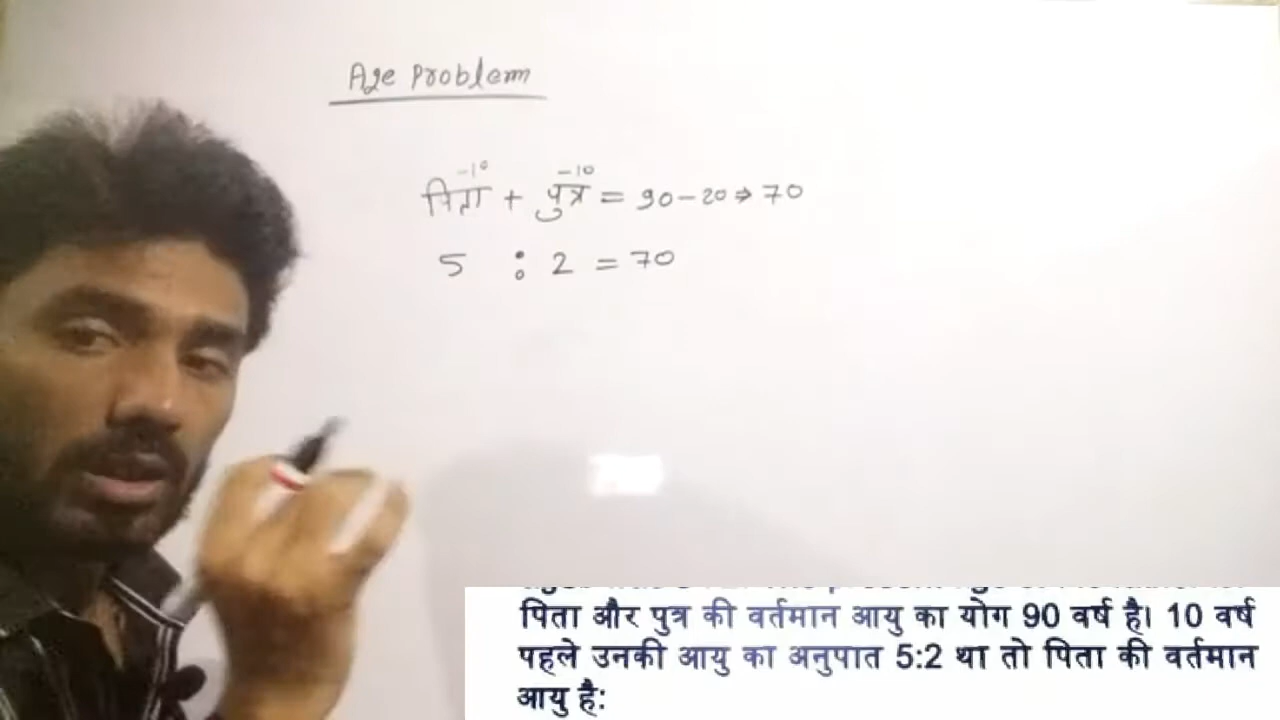 Age Problem
-10 -10
पिता + पुत्र = 90-20⇒70
5 : 2 = 70
पिता और पुत्र की वर्तमान आयु का योग 90 वर्ष है। 10 वर्ष
पहले उनकी आयु का अनुपात 5:2 था तो पिता की वर्तमान
आयु है: